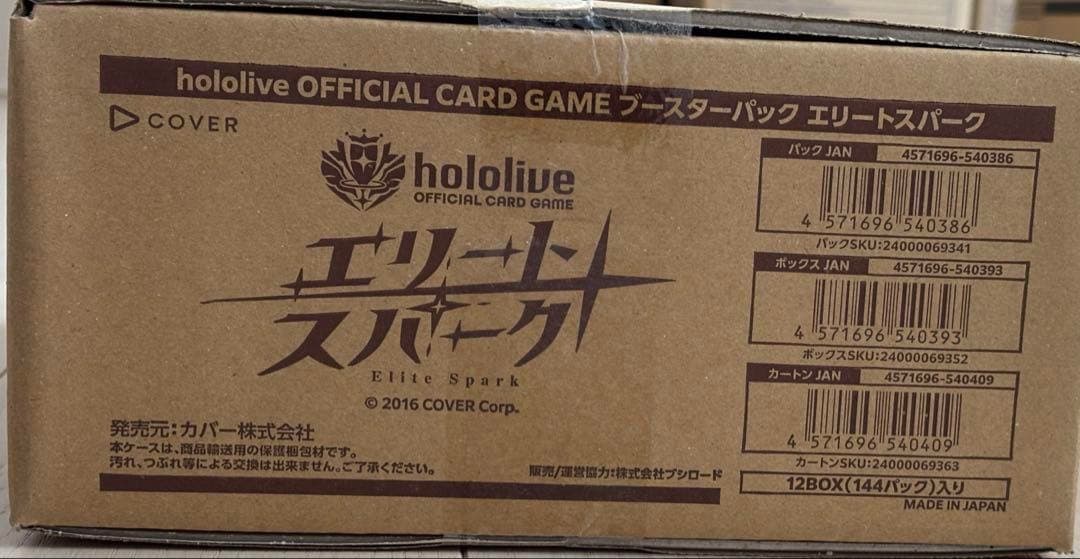 hololive OFFICIAL CARD GAME ブースターパック エリートスパーク
COVER
hololive
OFFICIAL CARD GAME
エリート
スパーク
Elite Spark
© 2016 COVER Corp.
発売元:カバー株式会社
本ケースは、商品輸送用の保護梱包材です。
汚れ、つぶれ等による交換は出来ません。ご了承ください。
販売/運営協力:株式会社ブシロード
パック JAN 4571696-540386
4 571696 540386
パックSKU:24000069341
ボックス JAN 4571696-540393
4 571696 540393
ボックスSKU:24000069352
カートン JAN 4571696-540409
4 571696 540409
カートンSKU:24000069363
12BOX(144パック)入り
MADE IN JAPAN